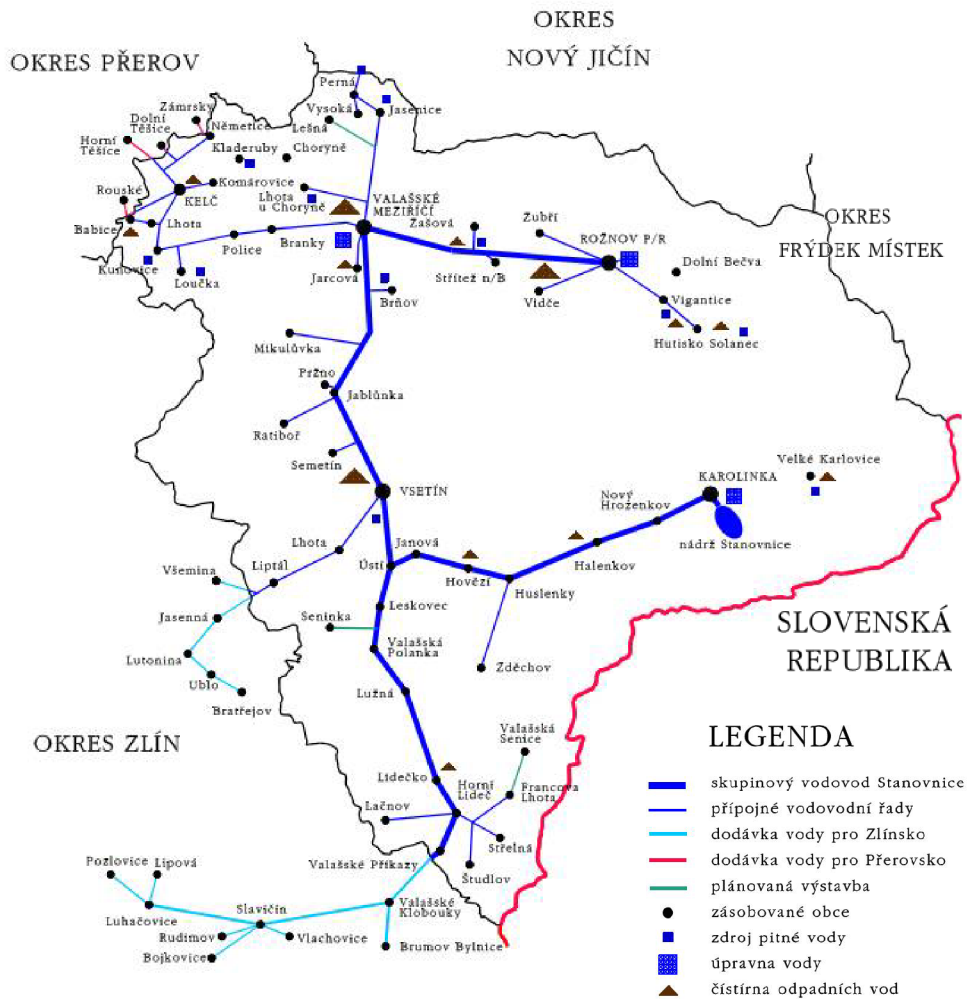 OKRES
NOVÝ JIČÍN
OKRES PŘEROV
Perná
Vysoká
Jasenice
Lešná
Zámrsky
Dolní
Těšice
Němetice
Horní
Těšice
Kladeruby
Choryně
Rouské
KELČ
Komárovice
Lhota
u Choryně
VALAŠSKÉ
MEZIŘÍČÍ
Babice
Lhota
Kunovice
Loučka
Police
Branky
Jarcová
Brňov
Zašová
Střítež n/B
Zubří
ROŽNOV P/R
Vidče
Dolní Bečva
Vigantice
Hutisko Solanec
OKRES
FRÝDEK MÍSTEK
Mikulůvka
Pržno
Jablůnka
Ratiboř
Semetín
VSETÍN
Velké Karlovice
KAROLINKA
Nový
Hrozenkov
nádrž Stanovnice
Lhota
Janová
Ústí
Hovězí
Halenkov
Huslenky
Všemina
Liptál
Jasenná
Leskovec
Seninka
Valašská
Polanka
Zděchov
SLOVENSKÁ
REPUBLIKA
Lutonina
Ublo
Bratřejov
Lužná
OKRES ZLÍN
Valašská
Senice
Lidečko
Horní
Lideč
Francova
Lhota
Lačnov
Střelná
Valašské Příkazy
Študlov
Pozlovice
Lipová
Luhačovice
Slavičín
Valašské
Klobouky
Rudimov
Vlachovice
Bojkovice
Brumov Bylnice
LEGENDA
skupinový vodovod Stanovnice
přípojné vodovodní řady
dodávka vody pro Zlínsko
dodávka vody pro Přerovsko
plánovaná výstavba
zásobované obce
zdroj pitné vody
úpravna vody
čístírna odpadních vod